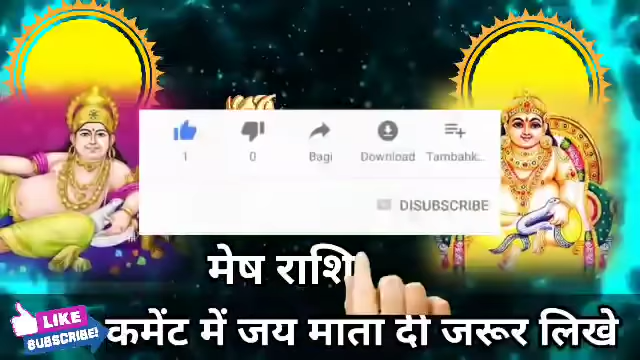 1 0 Bagi Download Tambahk...
DISUBSCRIBE
मेष राशि
LIKE
SUBSCRIBE!
कमेंट में जय माता दी जरूर लिखे